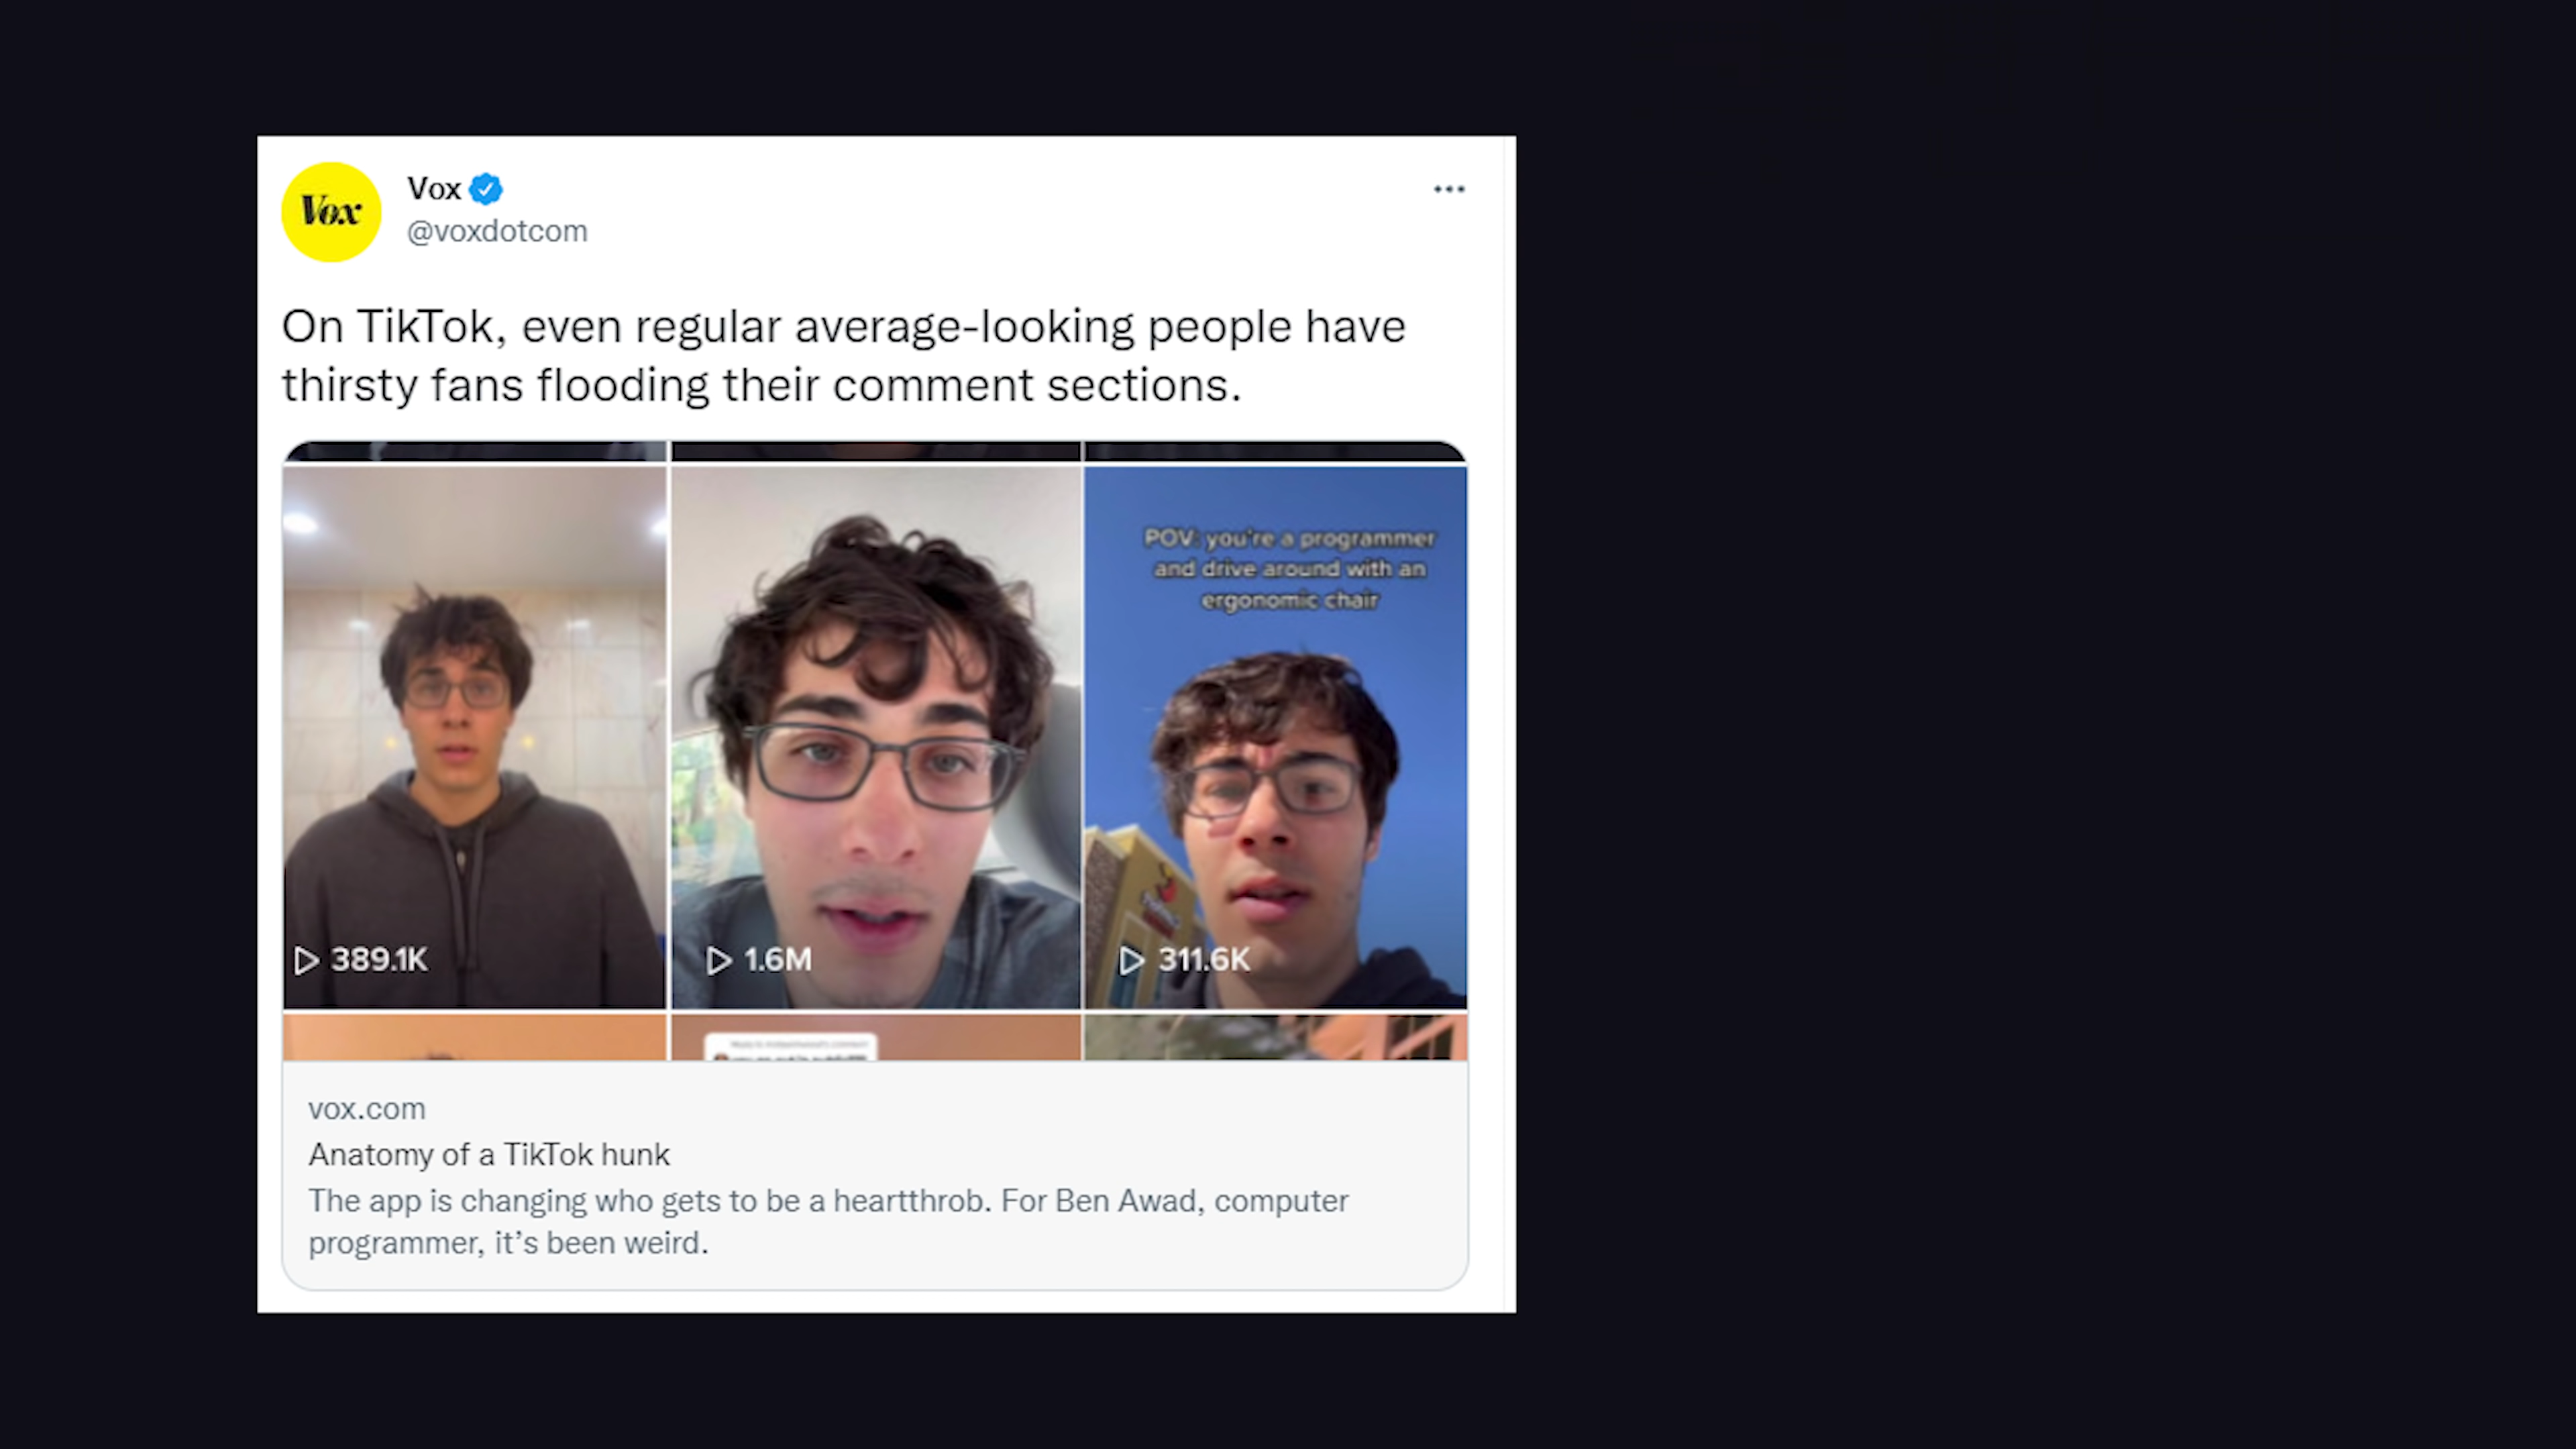 Vox
Vox
@voxdotcom
On TikTok, even regular average-looking people have
thirsty fans flooding their comment sections.
POV: you're a programmer
and drive around with an
ergonomic chair
389.1K
1.6M
311.6K
vox.com
Anatomy of a TikTok hunk
The app is changing who gets to be a heartthrob. For Ben Awad, computer
programmer, it’s been weird.